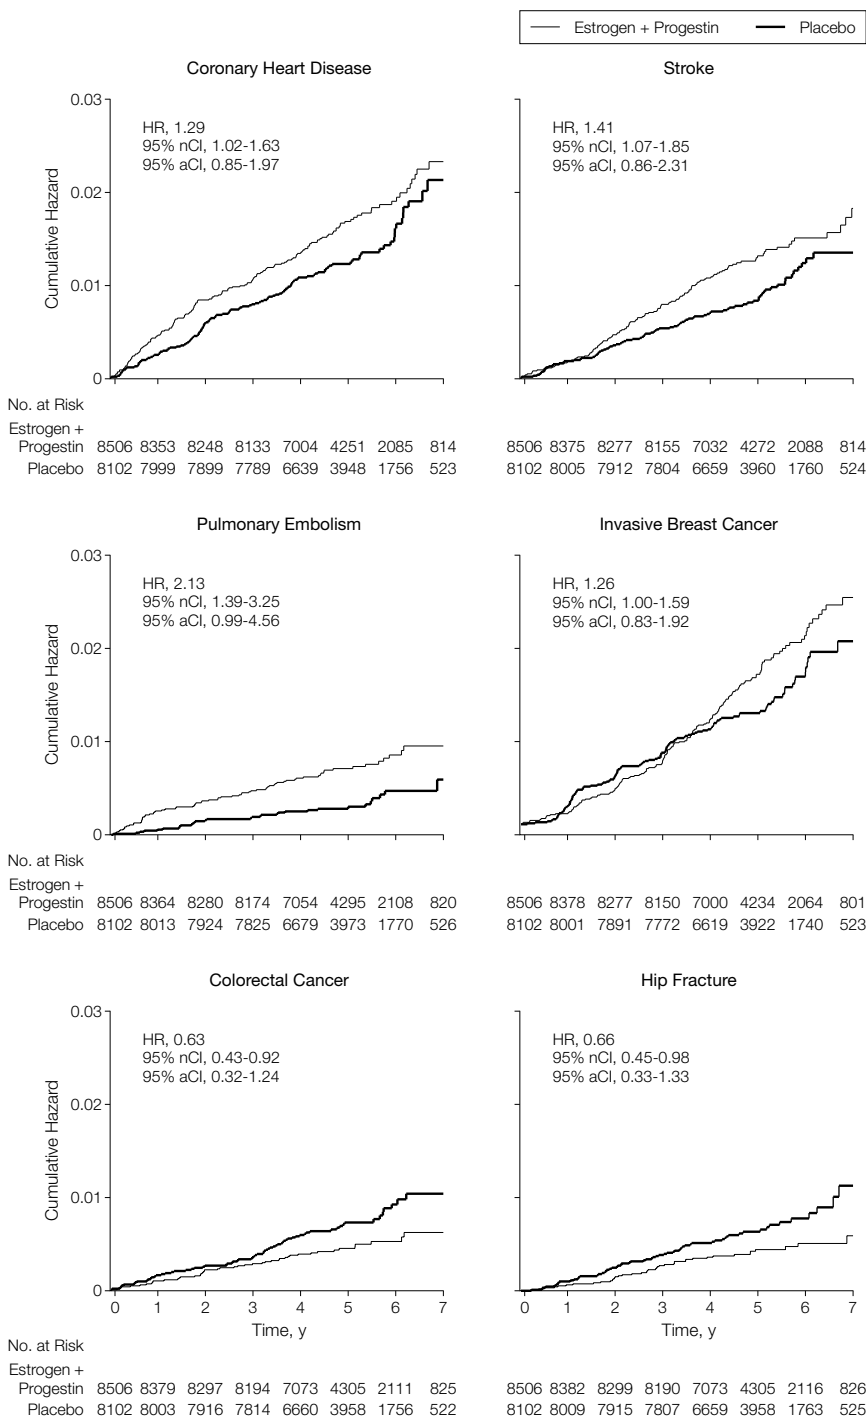 Estrogen + Progestin Placebo
Coronary Heart Disease
HR, 1.29
95% nCI, 1.02-1.63
95% aCI, 0.85-1.97
Cumulative Hazard
0.03
0.02
0.01
0
Stroke
HR, 1.41
95% nCI, 1.07-1.85
95% aCI, 0.86-2.31
No. at Risk
Estrogen +
Progestin 8506 8353 8248 8133 7004 4251 2085 814 8506 8375 8277 8155 7032 4272 2088 814
Placebo 8102 7999 7899 7789 6639 3948 1756 523 8102 8005 7912 7804 6659 3960 1760 524
Pulmonary Embolism
HR, 2.13
95% nCI, 1.39-3.25
95% aCI, 0.99-4.56
Cumulative Hazard
0.03
0.02
0.01
0
Invasive Breast Cancer
HR, 1.26
95% nCI, 1.00-1.59
95% aCI, 0.83-1.92
No. at Risk
Estrogen +
Progestin 8506 8364 8280 8174 7054 4295 2108 820 8506 8378 8277 8150 7000 4234 2064 801
Placebo 8102 8013 7924 7825 6679 3973 1770 526 8102 8001 7891 7772 6619 3922 1740 523
Colorectal Cancer
HR, 0.63
95% nCI, 0.43-0.92
95% aCI, 0.32-1.24
Cumulative Hazard
0.03
0.02
0.01
0
0 1 2 3 4 5 6 7
Time, y
Hip Fracture
HR, 0.66
95% nCI, 0.45-0.98
95% aCI, 0.33-1.33
0 1 2 3 4 5 6 7
Time, y
No. at Risk
Estrogen +
Progestin 8506 8379 8297 8194 7073 4305 2111 825 8506 8382 8299 8190 7073 4305 2116 826
Placebo 8102 8003 7916 7814 6660 3958 1756 522 8102 8009 7915 7807 6659 3958 1763 525